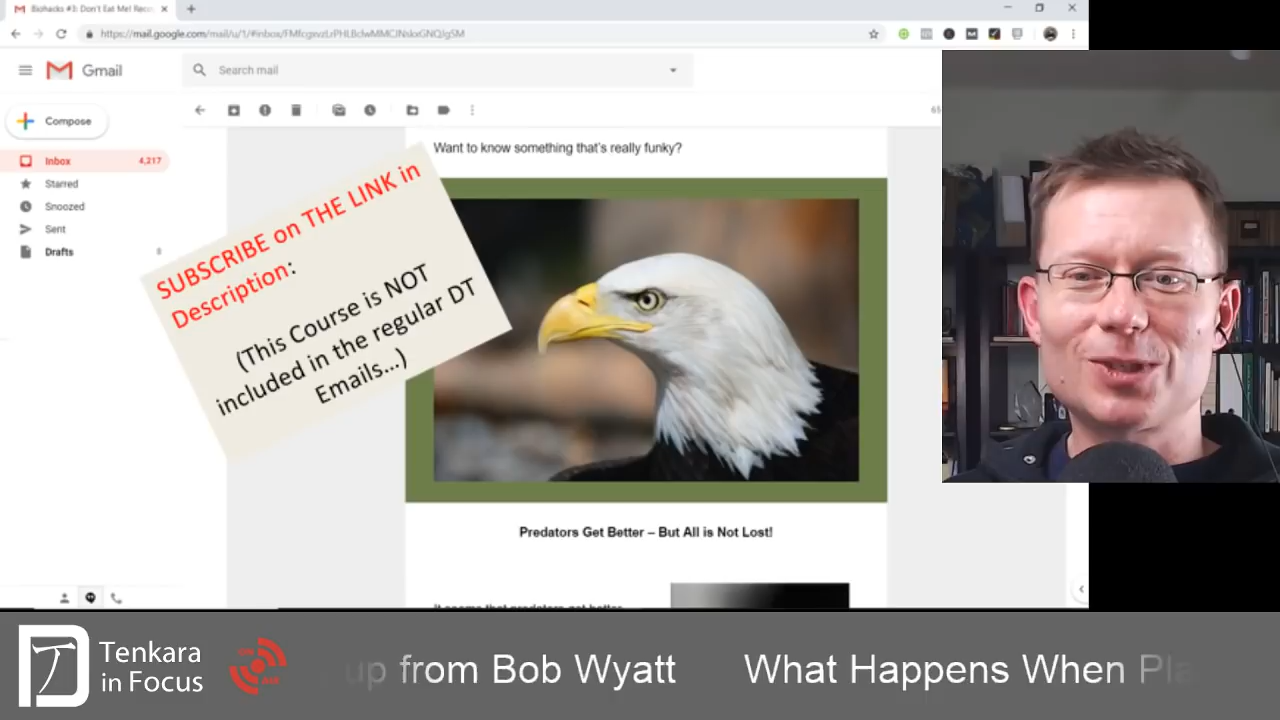 Biohacks #3: Don't Eat Me!
https://mail.google.com/mail/u/1/#inbox/
Gmail
Search mail
Compose
Inbox 4,217
Starred
Snoozed
Sent
Drafts 8
Want to know something that's really funky?
SUBSCRIBE on THE LINK in
Description:
(This Course is NOT
included in the regular DT
Emails...)
Predators Get Better – But All is Not Lost!
Tenkara
in Focus
ON
AIR
up from Bob Wyatt What Happens When